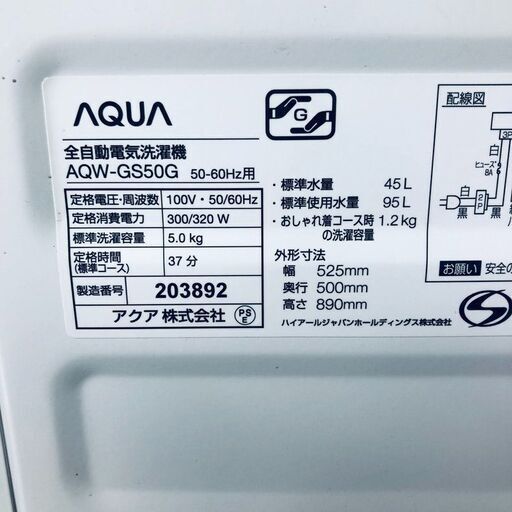 AQUA
G
全自動電気洗濯機
AQW-GS50G 50-60Hz用
定格電圧・周波数 100V・50/60Hz
定格消費電力 300/320 W
標準洗濯容量 5.0 kg
定格時間 (標準コース) 37 分
製造番号 203892
アクア 株式会社
PS E
・標準水量 45 L
・標準使用水量 95 L
・おしゃれ着コース時 1.2 kg
の洗濯容量
外形寸法
幅 525mm
奥行 500mm
高さ 890mm
ハイアールジャパンホールディングス株式会社
配線図
3P
白
ヒューズ
8A
白
黒
2P
黒
お願い 安全の